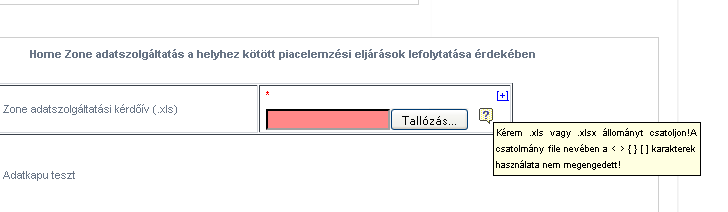 Home Zone adatszolgáltatás a helyhez kötött piacelemzési eljárások lefolytatása érdekében
*
[+]
Zone adatszolgáltatási kérdőív (.xls)
Tallózás...
?
Kérem .xls vagy .xlsx állományt csatoljon!A
csatolmány file nevében a < > { } [ ] karakterek
használata nem megengedett!
Adatkapu teszt